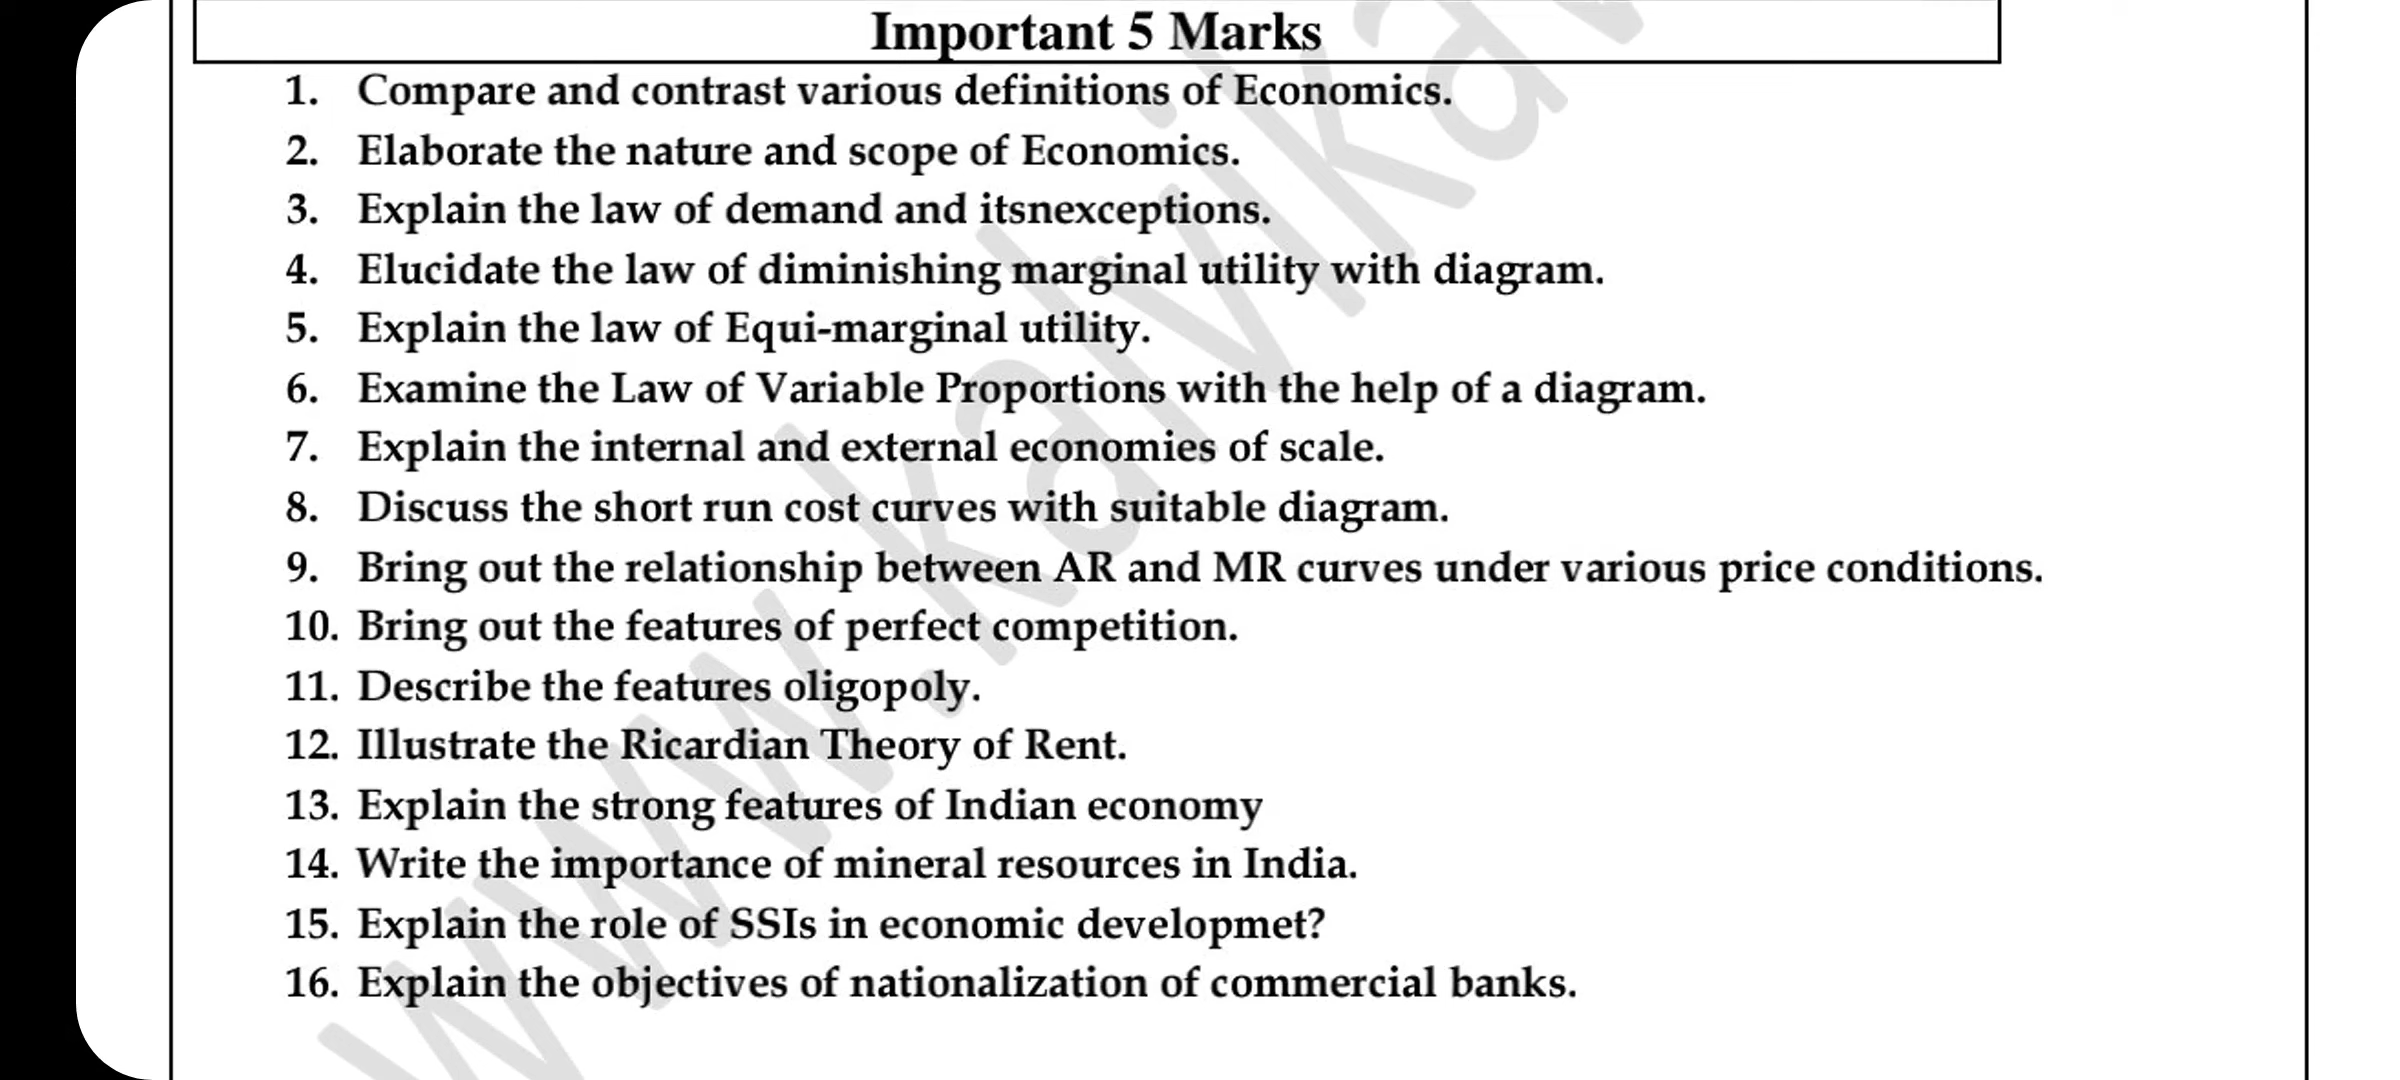 Important 5 Marks
1. Compare and contrast various definitions of Economics.
2. Elaborate the nature and scope of Economics.
3. Explain the law of demand and itsnexceptions.
4. Elucidate the law of diminishing marginal utility with diagram.
5. Explain the law of Equi-marginal utility.
6. Examine the Law of Variable Proportions with the help of a diagram.
7. Explain the internal and external economies of scale.
8. Discuss the short run cost curves with suitable diagram.
9. Bring out the relationship between AR and MR curves under various price conditions.
10. Bring out the features of perfect competition.
11. Describe the features oligopoly.
12. Illustrate the Ricardian Theory of Rent.
13. Explain the strong features of Indian economy
14. Write the importance of mineral resources in India.
15. Explain the role of SSIs in economic developmet?
16. Explain the objectives of nationalization of commercial banks.